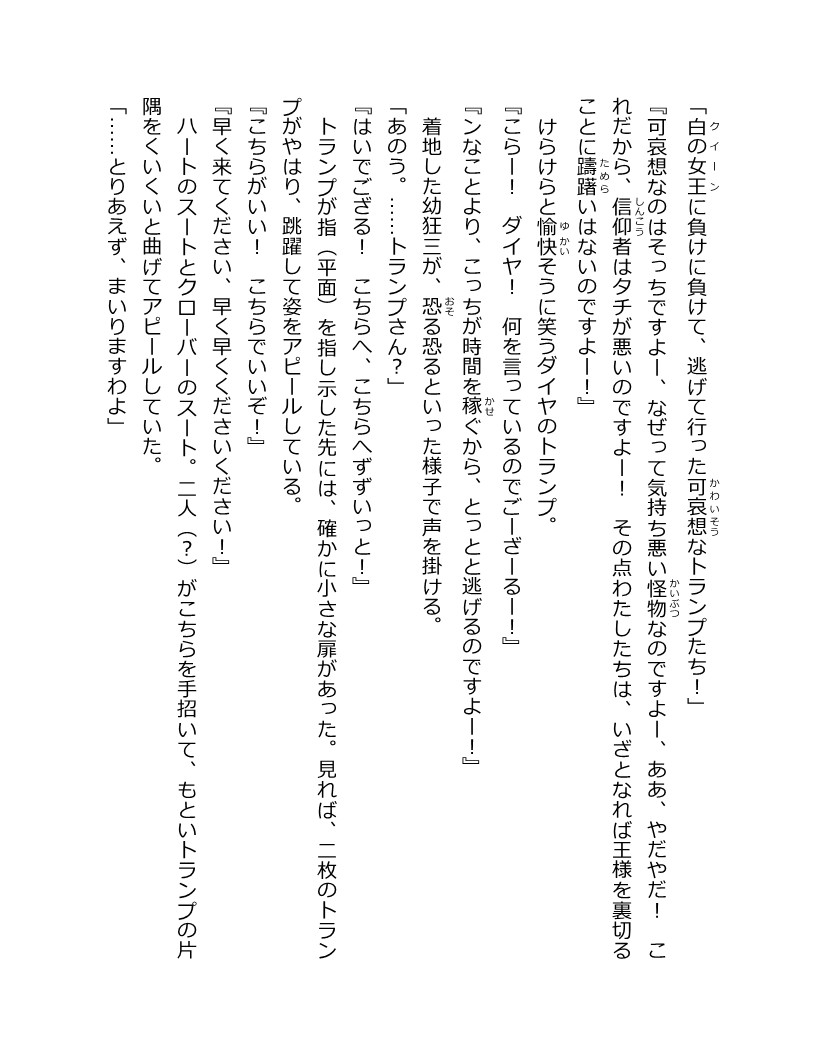 「白の女王に負けに負けて、逃げて行った可哀想なトランプたち！」
『可哀想なのはそっちですよー、なぜって気持ち悪い怪物なのですよー、ああ、やだやだ！　こ
れだから、信仰者はタチが悪いのですよー！　その点わたしたちは、いざとなれば王様を裏切る
ことに躊躇いはないのですよー！』
けらけらと愉快そうに笑うダイヤのトランプ。
『こらー！　ダイヤ！　何を言っているのでごーざーるー！』
『ンなことより、こっちが時間を稼ぐから、とっとと逃げるのですよー！』
着地した幼狂三が、恐る恐るといった様子で声を掛ける。
「あのう。……トランプさん？」
『はいでござる！　こちらへ、こちらへずずいっと！』
トランプが指（平面）を指し示した先には、確かに小さな扉があった。見れば、二枚のトラン
プがやはり、跳躍して姿をアピールしている。
『こちらがいい！　こちらでいいぞ！』
『早く来てください、早く早くくださいください！』
ハートのスートとクローバーのスート。二人（？）がこちらを手招いて、もといトランプの片
隅をくいくいと曲げてアピールしていた。
「……とりあえず、まいりますわよ」